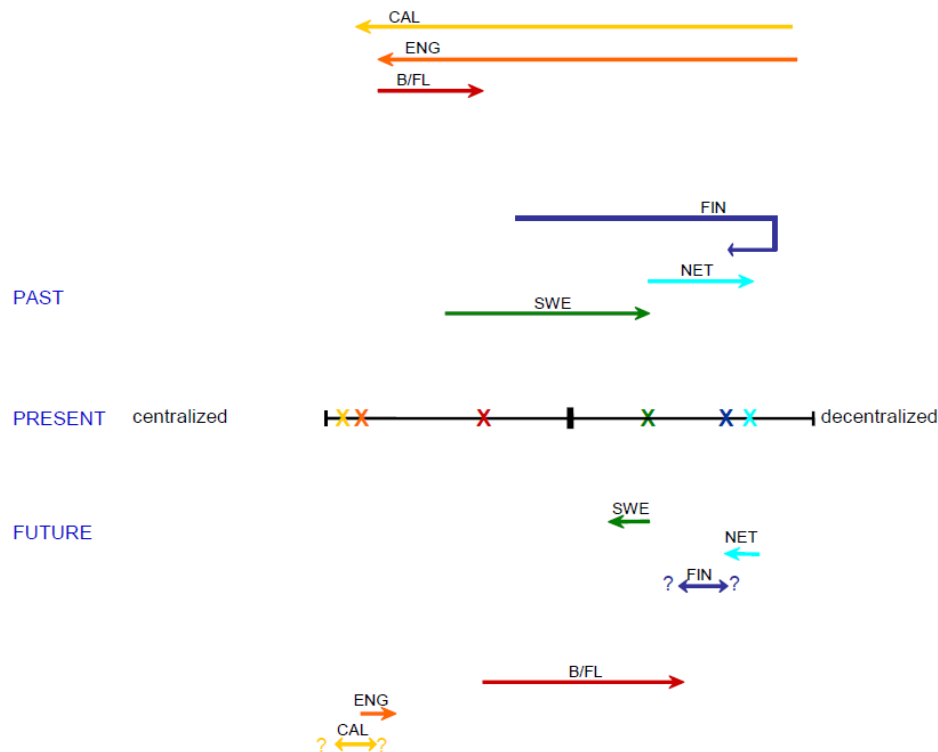 CAL
ENG
B/FL
FIN
NET
PAST
SWE
PRESENT centralized X X X X X X decentralized
SWE
FUTURE
NET
? FIN ?
B/FL
ENG
CAL
? ?